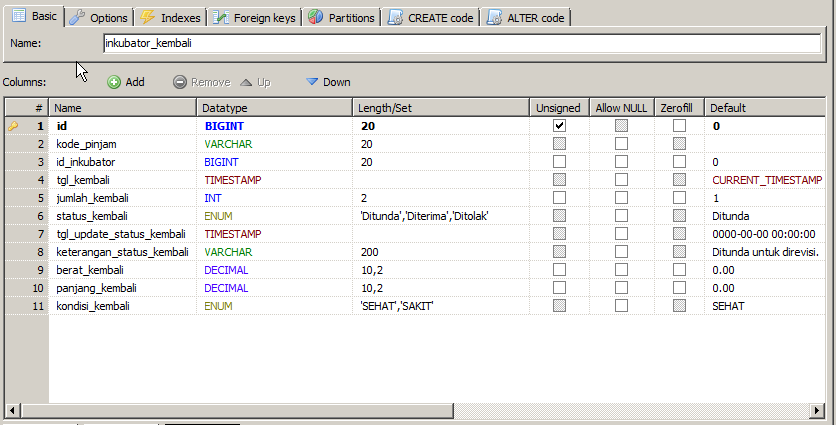 Basic Options Indexes Foreign keys Partitions CREATE code ALTER code
Name: inkubator_kembali
Columns: Add Remove Up Down
# Name Datatype Length/Set Unsigned Allow NULL Zerofill Default
1 id BIGINT 20 0
2 kode_pinjam VARCHAR 20
3 id_inkubator BIGINT 20 0
4 tgl_kembali TIMESTAMP CURRENT_TIMESTAMP
5 jumlah_kembali INT 2 1
6 status_kembali ENUM 'Ditunda','Diterima','Ditolak' Ditunda
7 tgl_update_status_kembali TIMESTAMP 0000-00-00 00:00:00
8 keterangan_status_kembali VARCHAR 200 Ditunda untuk direvisi.
9 berat_kembali DECIMAL 10,2 0.00
10 panjang_kembali DECIMAL 10,2 0.00
11 kondisi_kembali ENUM 'SEHAT','SAKIT' SEHAT